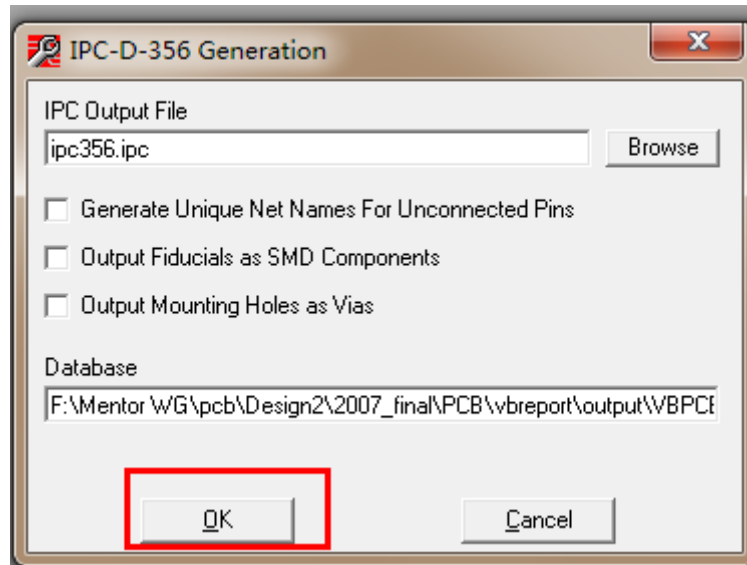 IPC-D-356 Generation
IPC Output File
ipc356.ipc
Browse
Generate Unique Net Names For Unconnected Pins
Output Fiducials as SMD Components
Output Mounting Holes as Vias
Database
F:\Mentor WG\pcb\Design2\2007_final\PCB\vbreport\output\VBPCE
OK
Cancel